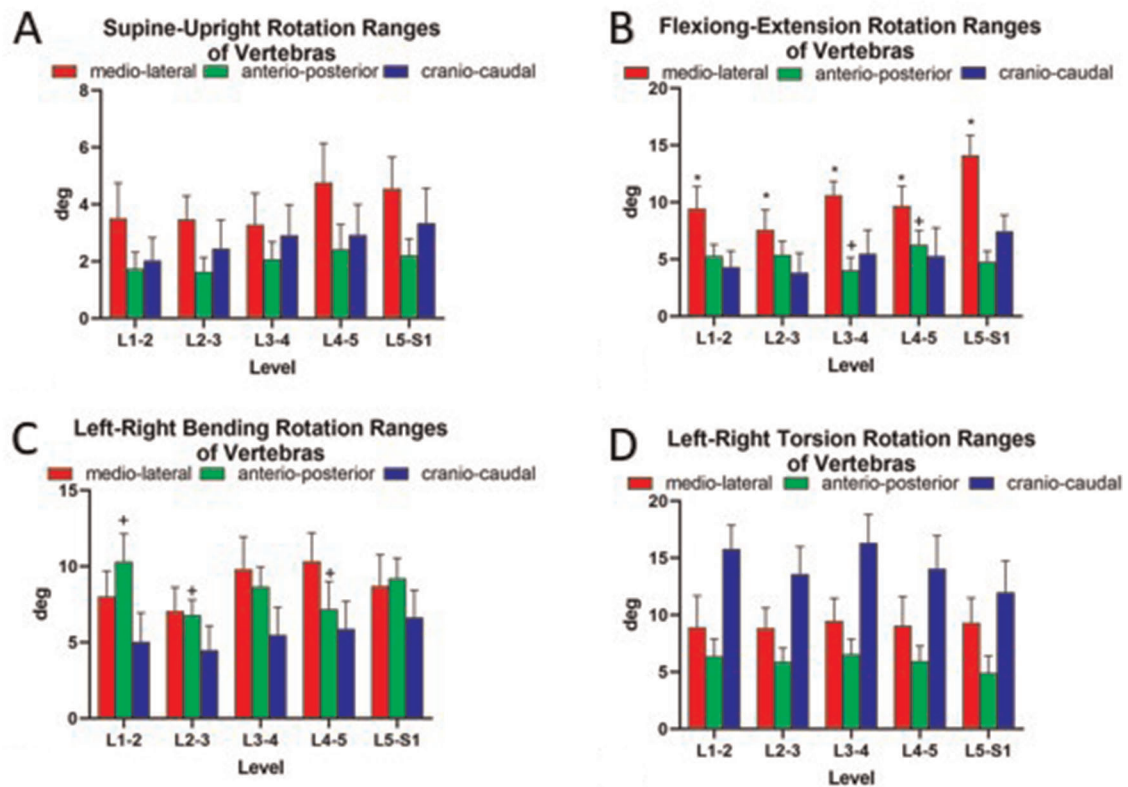 A
Supine-Upright Rotation Ranges
of Vertebras
medio-lateral anterio-posterior cranio-caudal
8
6
4
2
0
deg
L1-2 L2-3 L3-4 L4-5 L5-S1
Level
B
Flexiong-Extension Rotation Ranges
of Vertebras
medio-lateral anterio-posterior cranio-caudal
20
15
10
5
0
deg
* * * + * + *
L1-2 L2-3 L3-4 L4-5 L5-S1
Level
C
Left-Right Bending Rotation Ranges
of Vertebras
medio-lateral anterio-posterior cranio-caudal
15
10
5
0
deg
+ + +
L1-2 L2-3 L3-4 L4-5 L5-S1
Level
D
Left-Right Torsion Rotation Ranges
of Vertebras
medio-lateral anterio-posterior cranio-caudal
20
15
10
5
0
deg
L1-2 L2-3 L3-4 L4-5 L5-S1
Level